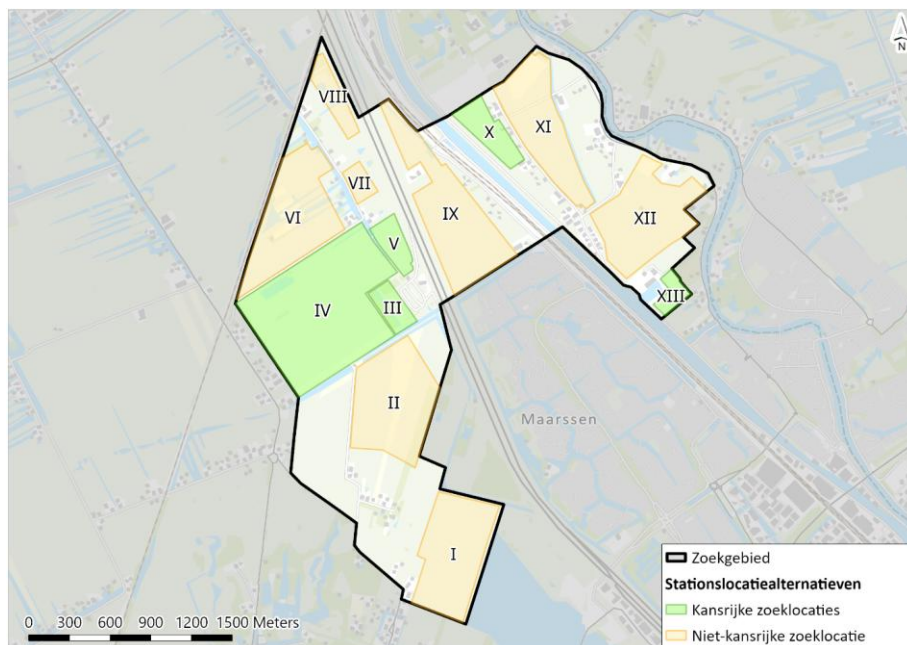 N
VIII
X
XI
VII
VI
IX
XII
V
IV
III
XIII
II
Maarssen
I
Zoekgebied
Stationslocatiealternatieven
Kansrijke zoeklocaties
Niet-kansrijke zoeklocatie
0 300 600 900 1200 1500 Meters